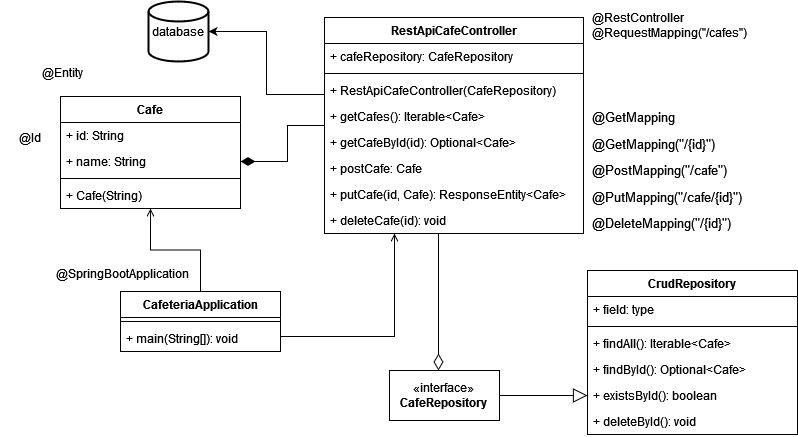 database
RestApiCafeController
+ cafeRepository: CafeRepository
+ RestApiCafeController(CafeRepository)
+ getCafes(): Iterable<Cafe>
+ getCafeById(id): Optional<Cafe>
+ postCafe: Cafe
+ putCafe(id, Cafe): ResponseEntity<Cafe>
+ deleteCafe(id): void
@RestController
@RequestMapping("/cafes")
@GetMapping
@GetMapping("/{id}")
@PostMapping("/cafe")
@PutMapping("/cafe/{id}")
@DeleteMapping("/{id}")
@Entity
@Id
Cafe
+ id: String
+ name: String
+ Cafe(String)
@SpringBootApplication
CafeteriaApplication
+ main(String[]): void
«interface»
CafeRepository
CrudRepository
+ field: type
+ findAll(): Iterable<Cafe>
+ findById(): Optional<Cafe>
+ existsById(): boolean
+ deleteById(): void